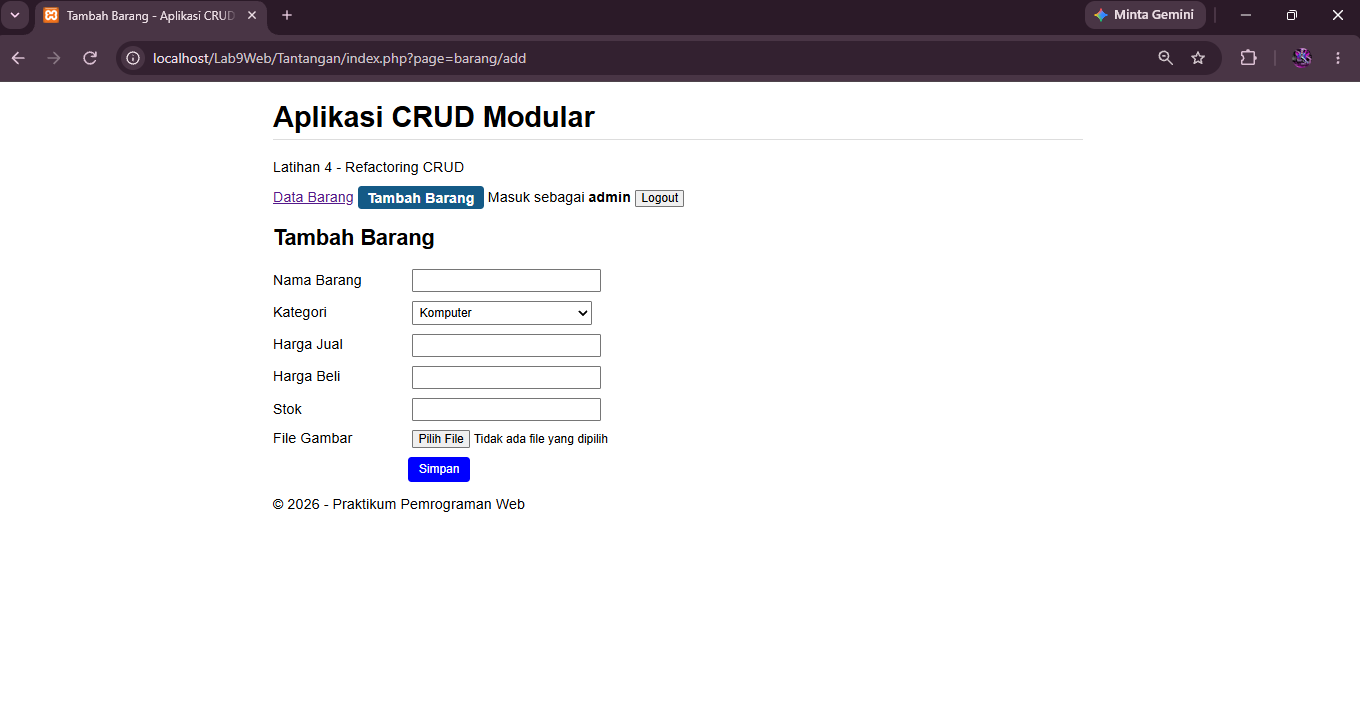 Tambah Barang - Aplikasi CRUD
Minta Gemini
localhost/Lab9Web/Tantangan/index.php?page=barang/add
Aplikasi CRUD Modular
Latihan 4 - Refactoring CRUD
Data Barang Tambah Barang Masuk sebagai admin Logout
Tambah Barang
Nama Barang
Kategori Komputer
Harga Jual
Harga Beli
Stok
File Gambar Pilih File Tidak ada file yang dipilih
Simpan
© 2026 - Praktikum Pemrograman Web